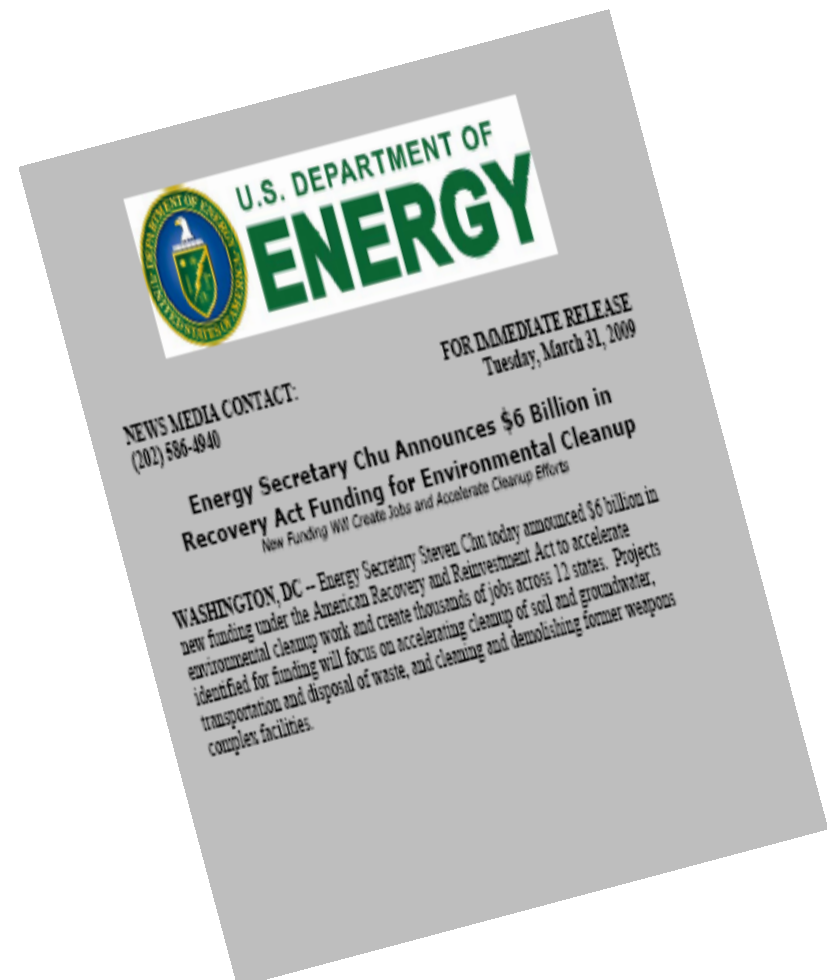 U.S. DEPARTMENT OF
ENERGY
FOR IMMEDIATE RELEASE
Tuesday, March 31, 2009
NEWS MEDIA CONTACT:
(202) 586-4940
Energy Secretary Chu Announces $6 Billion in
Recovery Act Funding for Environmental Cleanup
New Funding Will Create Jobs and Accelerate Cleanup Efforts
WASHINGTON, DC -- Energy Secretary Steven Chu today announced $6 billion in
new funding under the American Recovery and Reinvestment Act to accelerate
environmental cleanup work and create thousands of jobs across 12 states. Projects
identified for funding will focus on accelerating cleanup of soil and groundwater,
transportation and disposal of waste, and cleaning and demolishing former weapons
complex facilities.